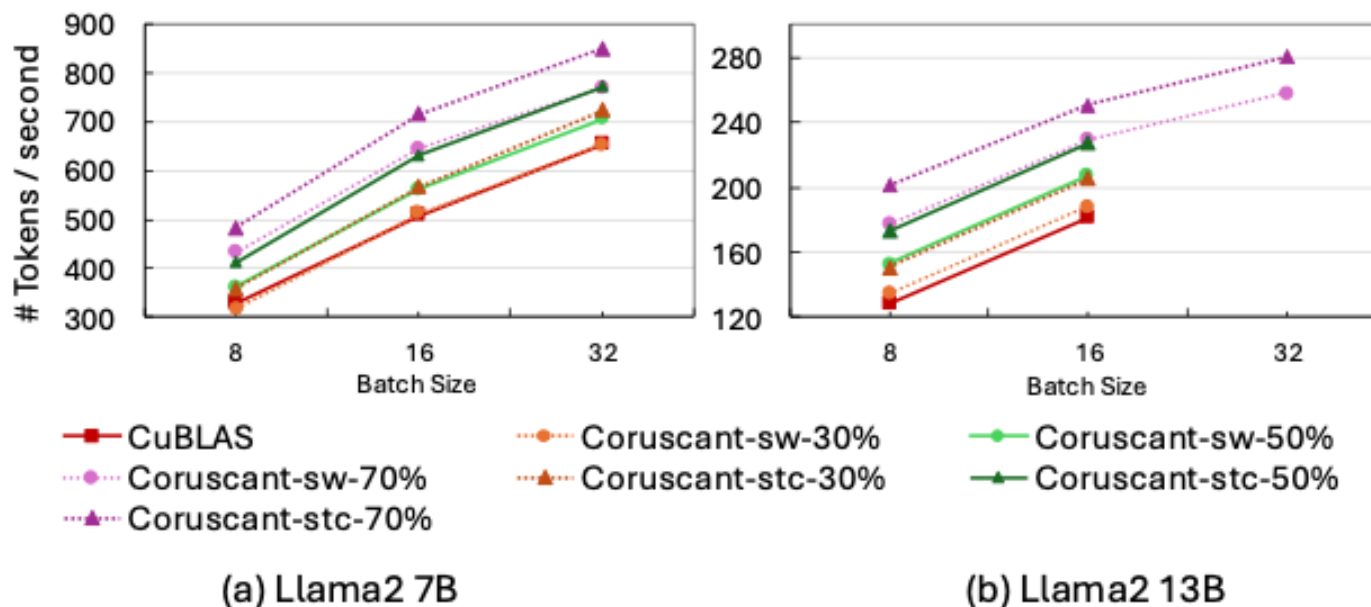 # Tokens / second
900
800
700
600
500
400
300
8 16 32
Batch Size
280
240
200
160
120
8 16 32
Batch Size
CuBLAS Coruscant-sw-30% Coruscant-sw-50%
Coruscant-sw-70% Coruscant-stc-30% Coruscant-stc-50%
Coruscant-stc-70%
(a) Llama2 7B (b) Llama2 13B